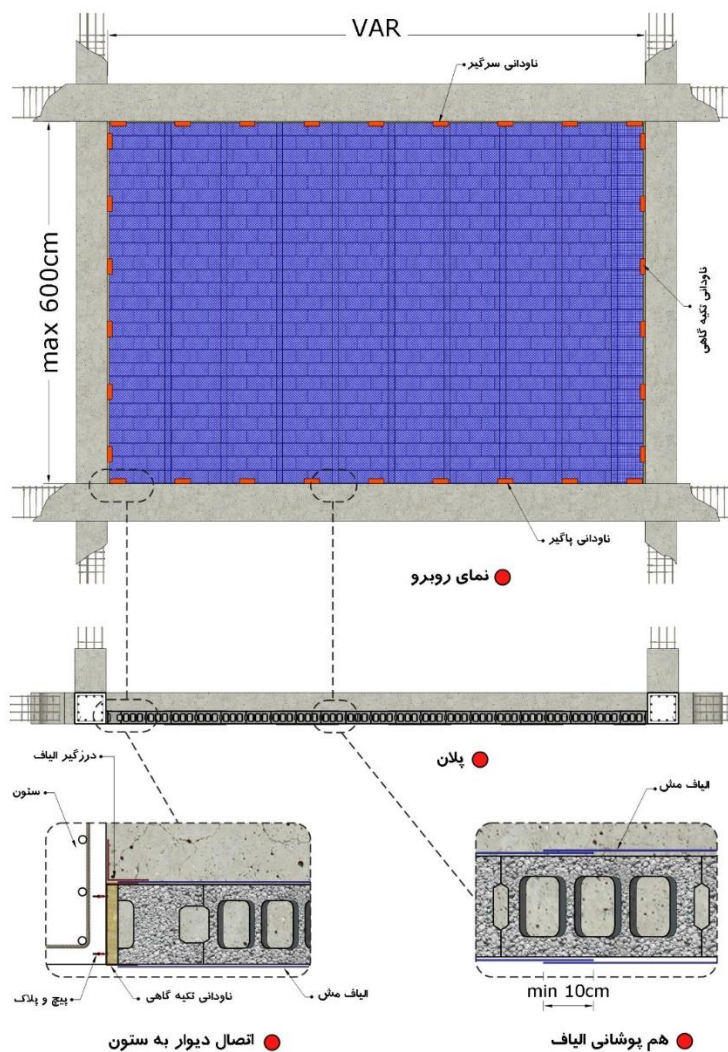 VAR
ناودانی سرگیر
max 600cm
ناودانی تکیه گاهی
ناودانی پاگیر
نمای روبرو
پلان
درزگیر الیاف
ستون
پیچ و پلاک
ناودانی تکیه گاهی
الیاف مش
اتصال دیوار به ستون
الیاف مش
min 10cm
هم پوشانی الیاف